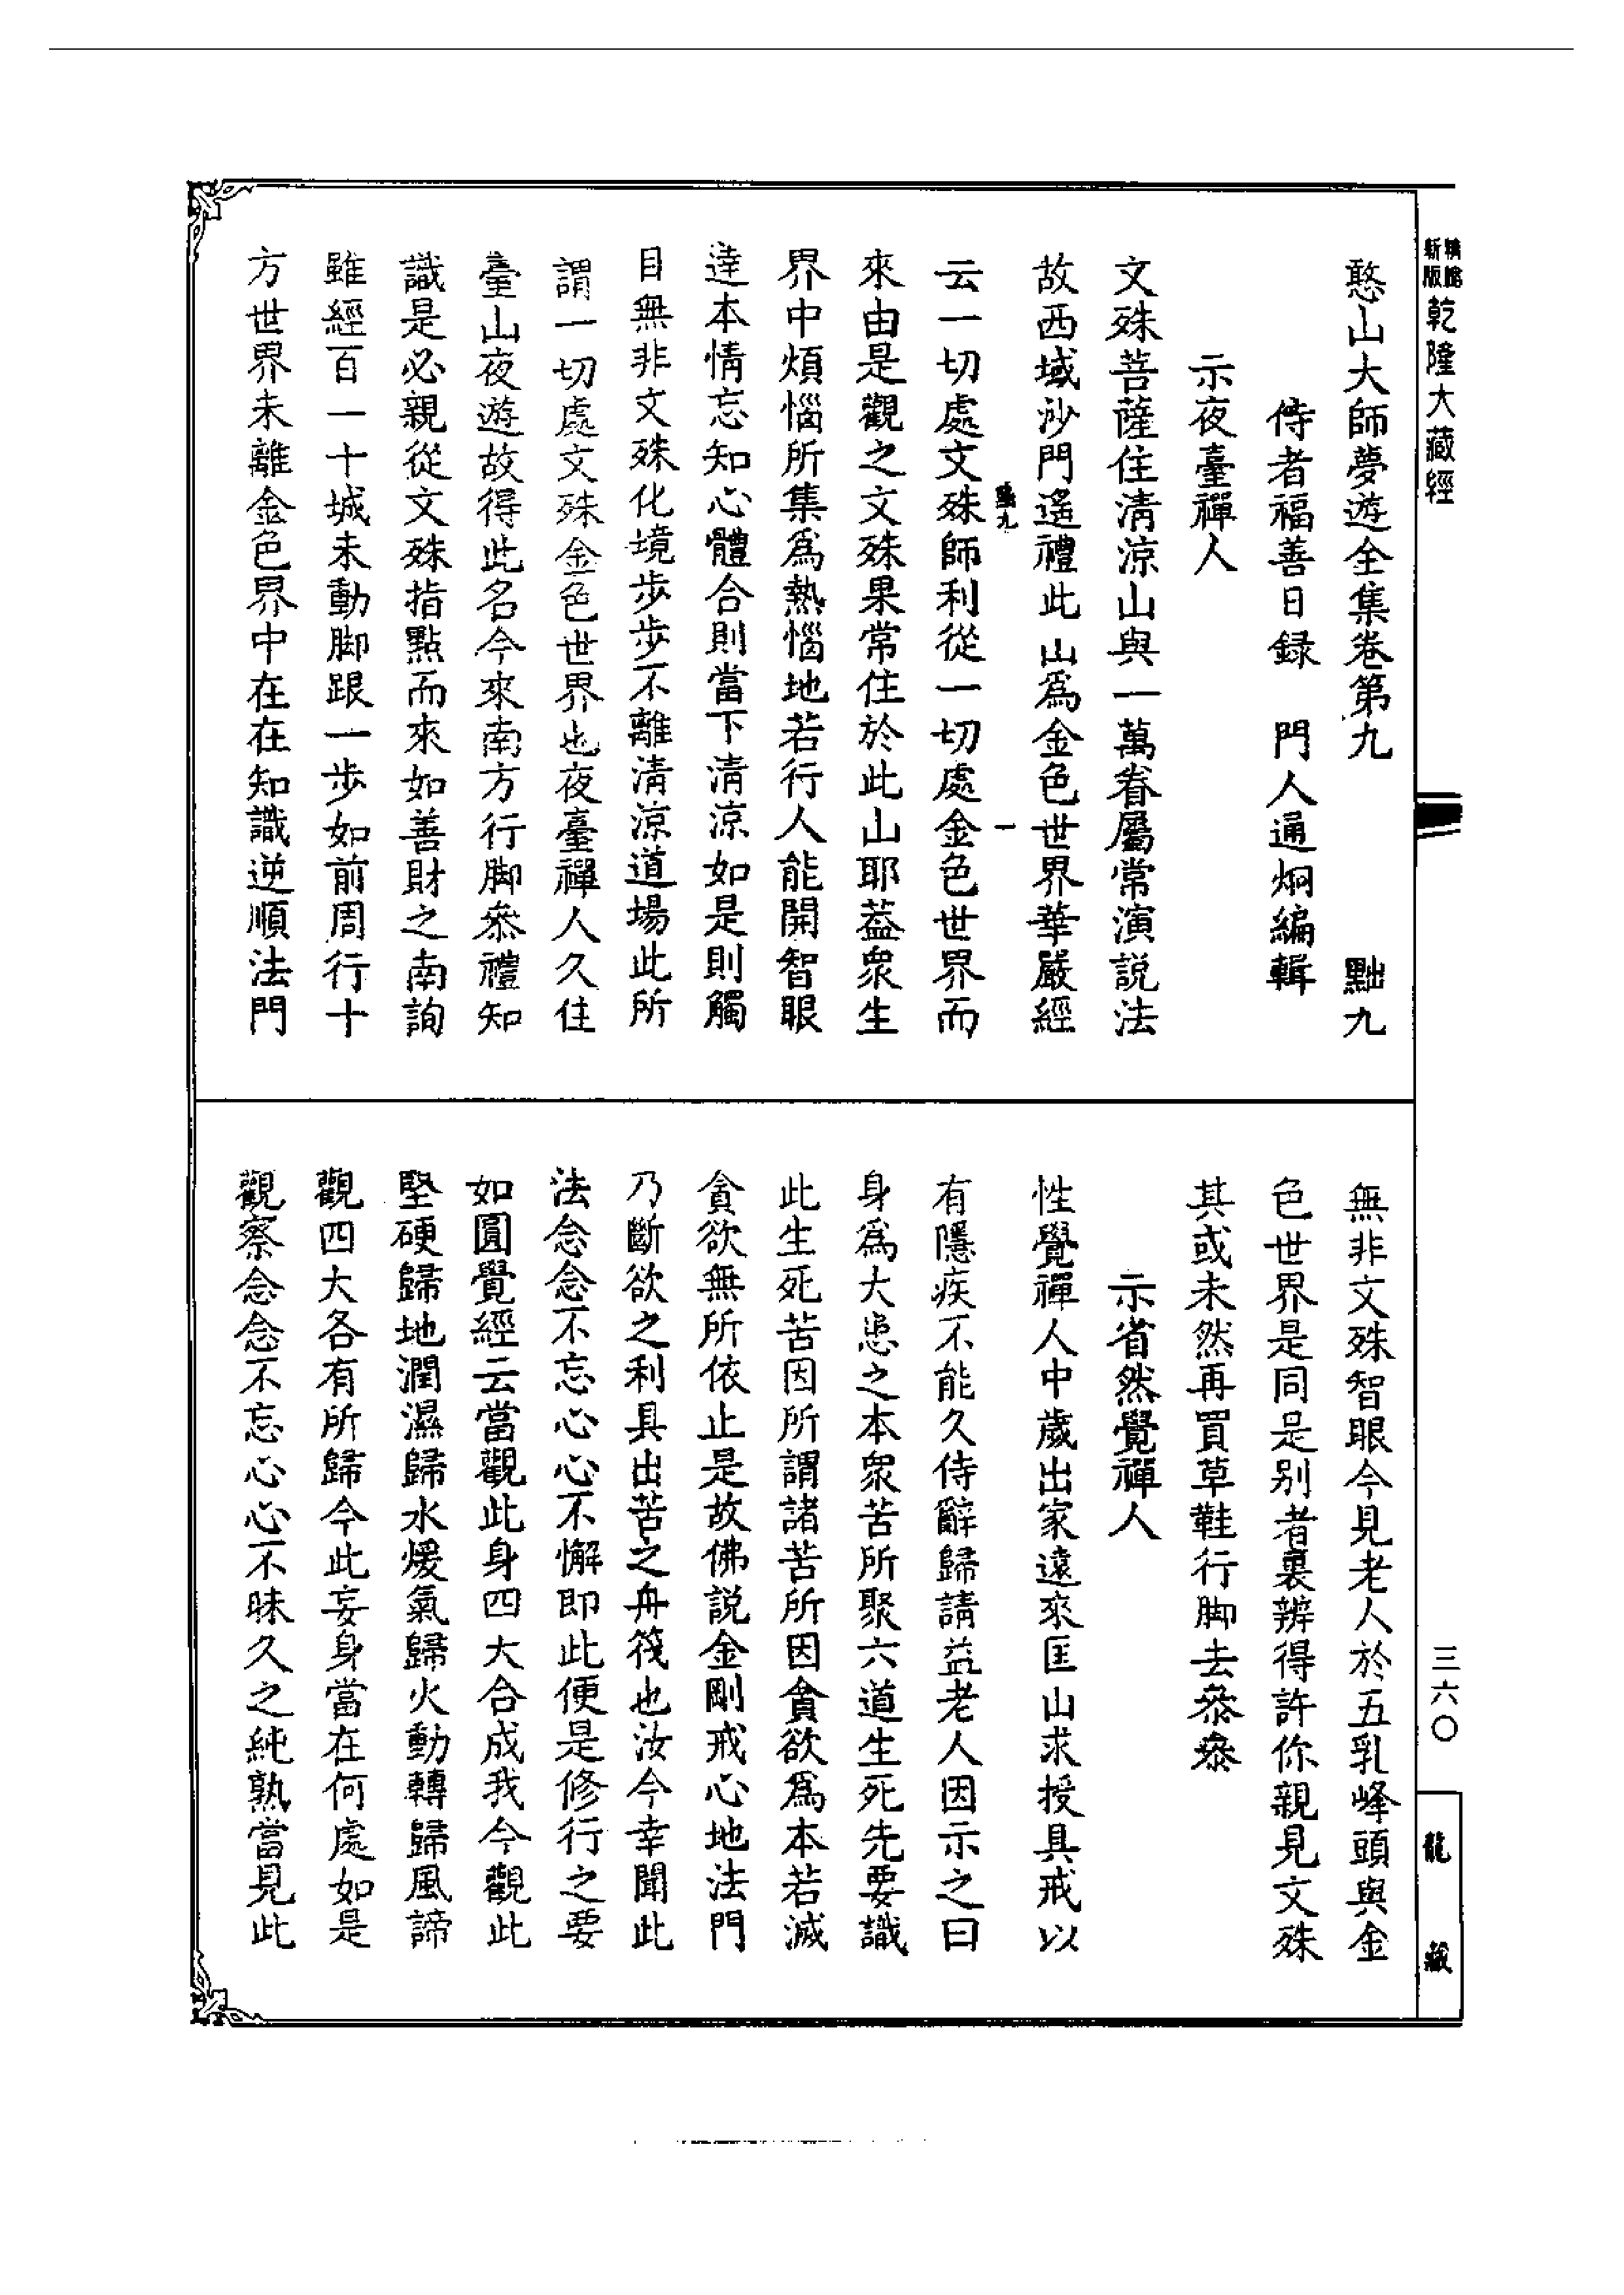 新版 精縮 乾隆大藏經
憨山大師夢遊全集卷第九　　黜九
侍者福善日録　門人通炯編輯
示夜臺禪人
文殊菩薩住清涼山與一萬眷屬常演説法
故西域沙門遙禮此山爲金色世界華嚴經
云一切處文殊師利從一切處金色世界而
來由是觀之文殊果常住於此山耶葢衆生
界中煩惱所集爲熱惱地若行人能開智眼
達本情忘知心體合則當下清涼如是則觸
目無非文殊化境步步不離清涼道場此所
謂一切處文殊金色世界也夜臺禪人久住
臺山夜遊故得此名今來南方行脚叅禮知
識是必親從文殊指點而來如善財之南詢
雖經百一十城未動脚跟一步如前周行十
方世界未離金色界中在在知識逆順法門
無非文殊智眼今見老人於五乳峰頭與金
色世界是同是别者裏辨得許你親見文殊
其或未然再買草鞋行脚去叅叅
示省然覺禪人
性覺禪人中歲出家遠來匡山求授具戒以
有隱疾不能久侍辭歸請益老人因示之曰
身爲大患之本衆苦所聚六道生死先要識
此生死苦因所謂諸苦所因貪欲爲本若滅
貪欲無所依止是故佛説金剛戒心地法門
乃斷欲之利具出苦之舟筏也汝今幸聞此
法念念不忘心心不懈即此便是修行之要
如圓覺經云當觀此身四大合成我今觀此
堅硬歸地潤濕歸水煖氣歸火動轉歸風諦
觀四大各有所歸今此妄身當在何處如是
觀察念念不忘心心不昧久之純熟當見此
三六〇
龍藏